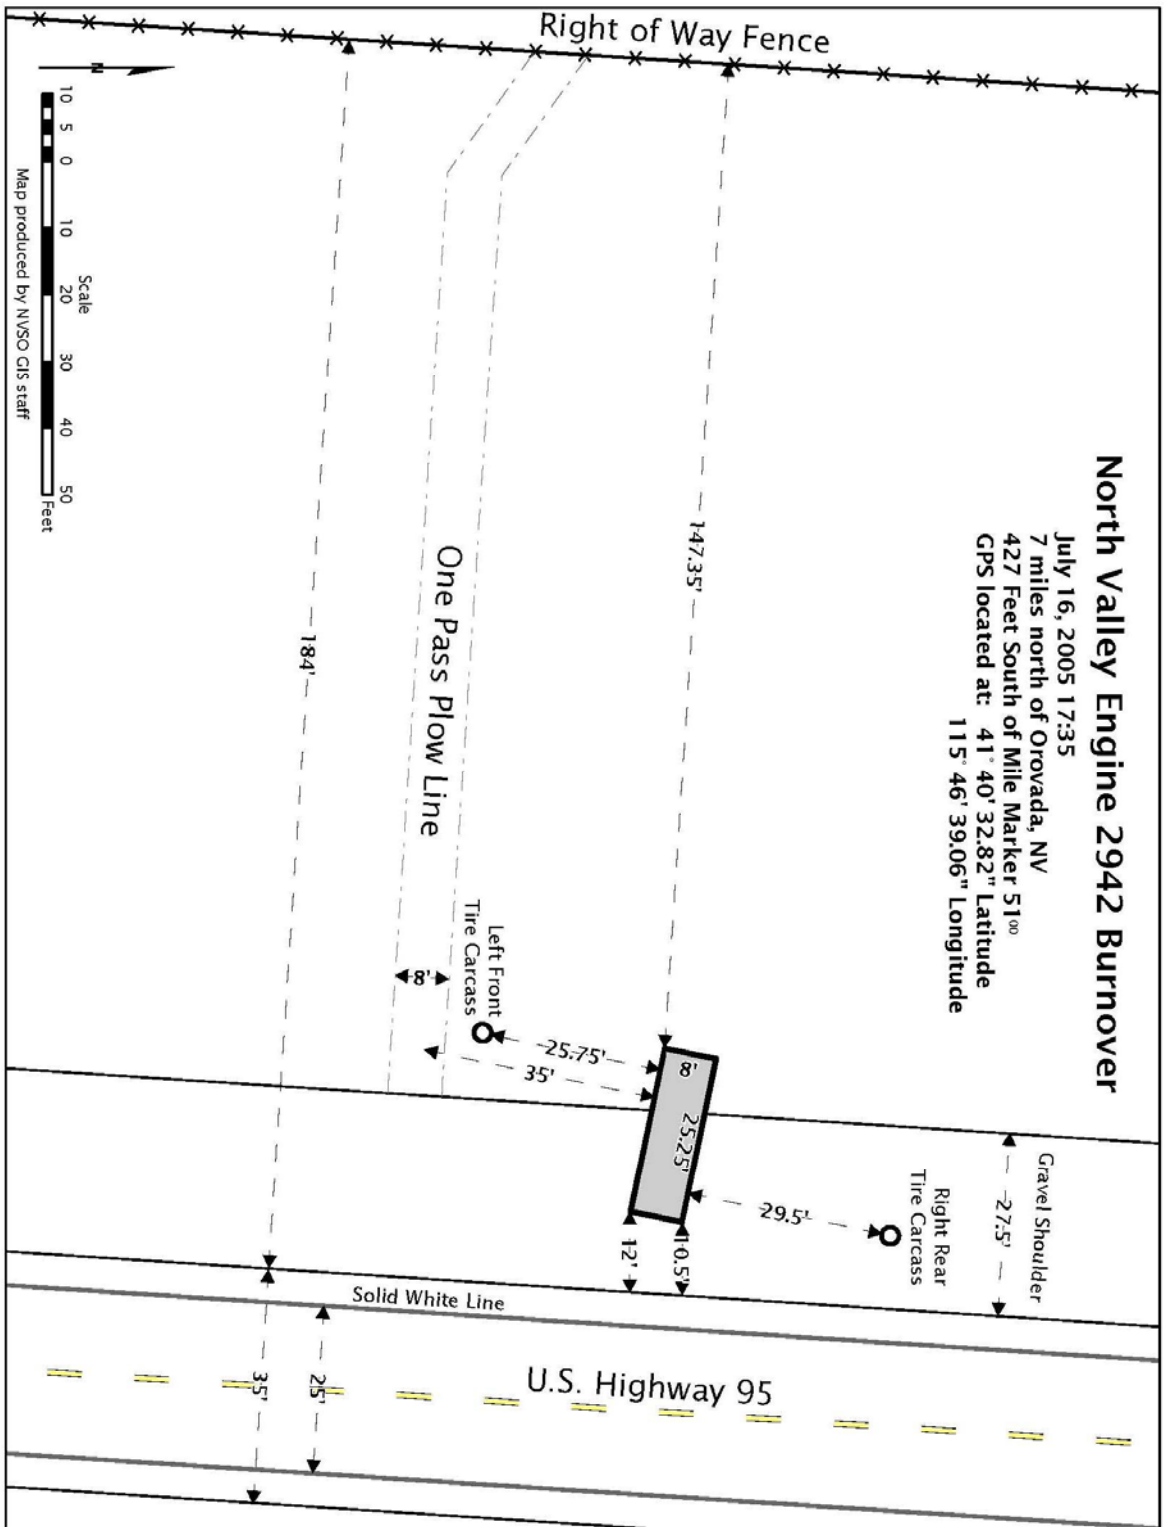 North Valley Engine 2942 Burnover
July 16, 2005 17:35
7 miles north of Orovada, NV
427 Feet South of Mile Marker 51⁰⁰
GPS located at: 41° 40' 32.82" Latitude
115° 46' 39.06" Longitude
Right of Way Fence
147.35'
184'
One Pass Plow Line
8'
Left Front
Tire Carcass
25.75'
35'
8'
25.25'
29.5'
Right Rear
Tire Carcass
Gravel Shoulder
27.5'
12'
10.5'
Solid White Line
U.S. Highway 95
35'
25'
N
10 5 0 10 20 30 40 50
Feet
Scale
Map produced by NVSO GIS staff